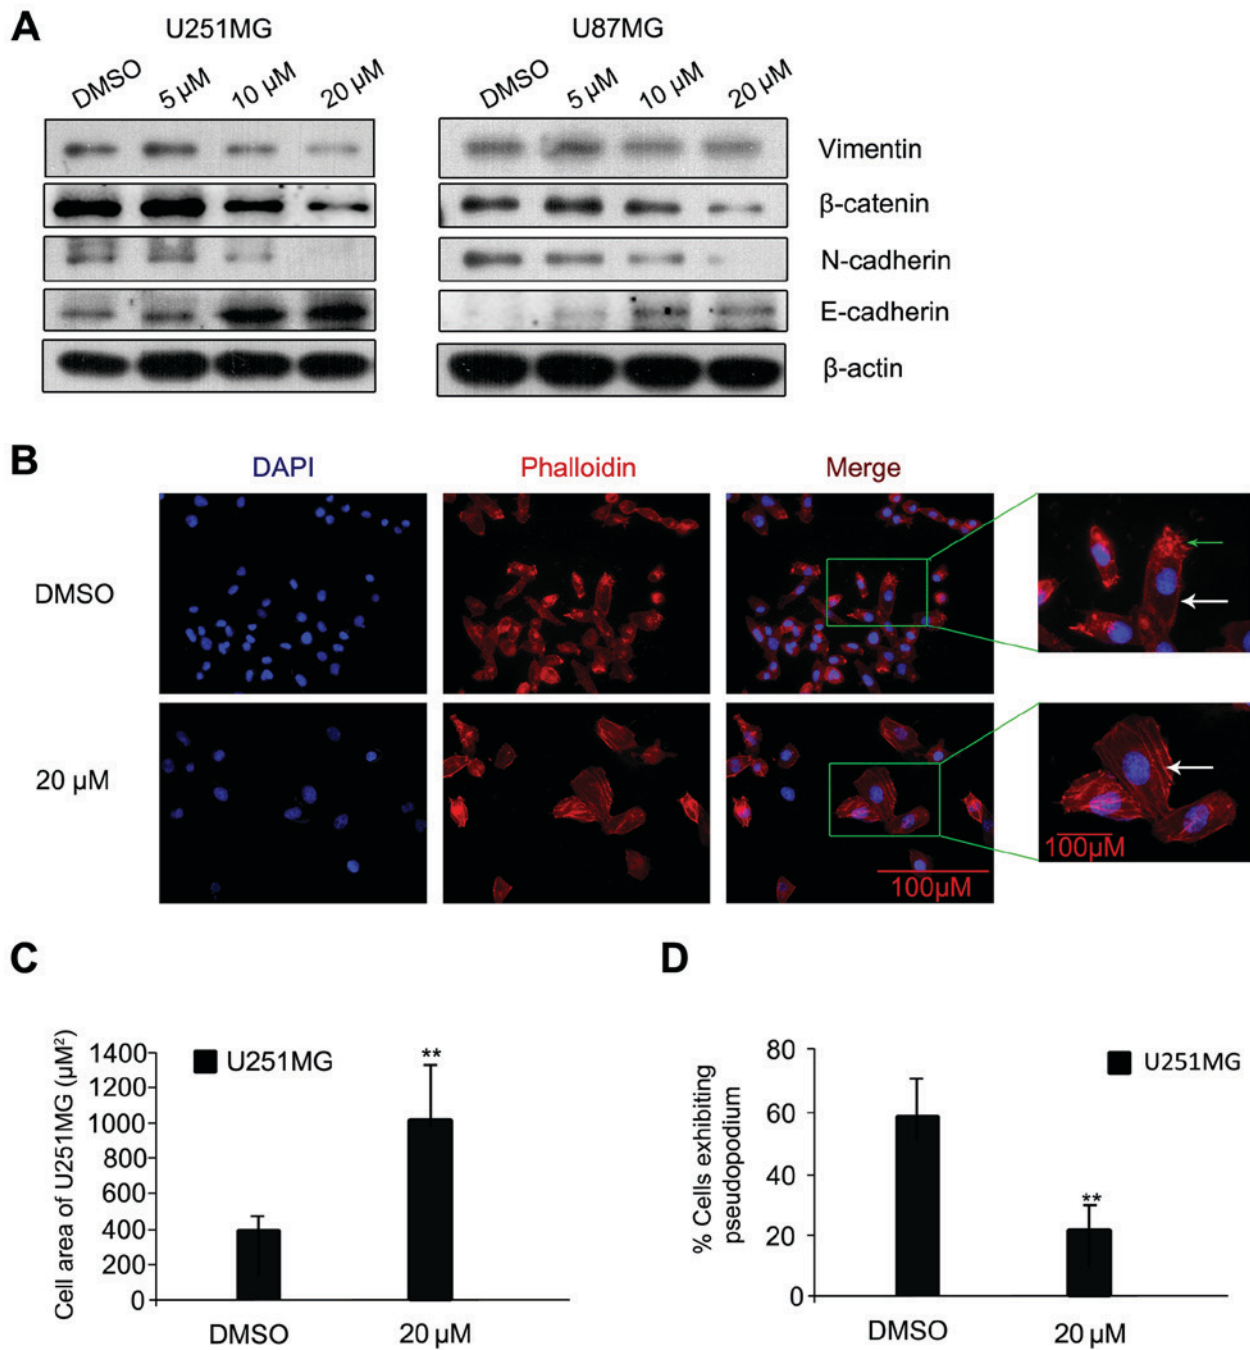 A
U251MG
U87MG
DMSO 5 µM 10 µM 20 µM
DMSO 5 µM 10 µM 20 µM
Vimentin
β-catenin
N-cadherin
E-cadherin
β-actin
B
DAPI
Phalloidin
Merge
DMSO
20 µM
100µM
100µM
C
Cell area of U251MG (µM²)
1400
1200
1000
800
600
400
200
0
U251MG
**
DMSO
20 µM
D
% Cells exhibiting
pseudopodium
80
60
40
20
0
U251MG
**
DMSO
20 µM